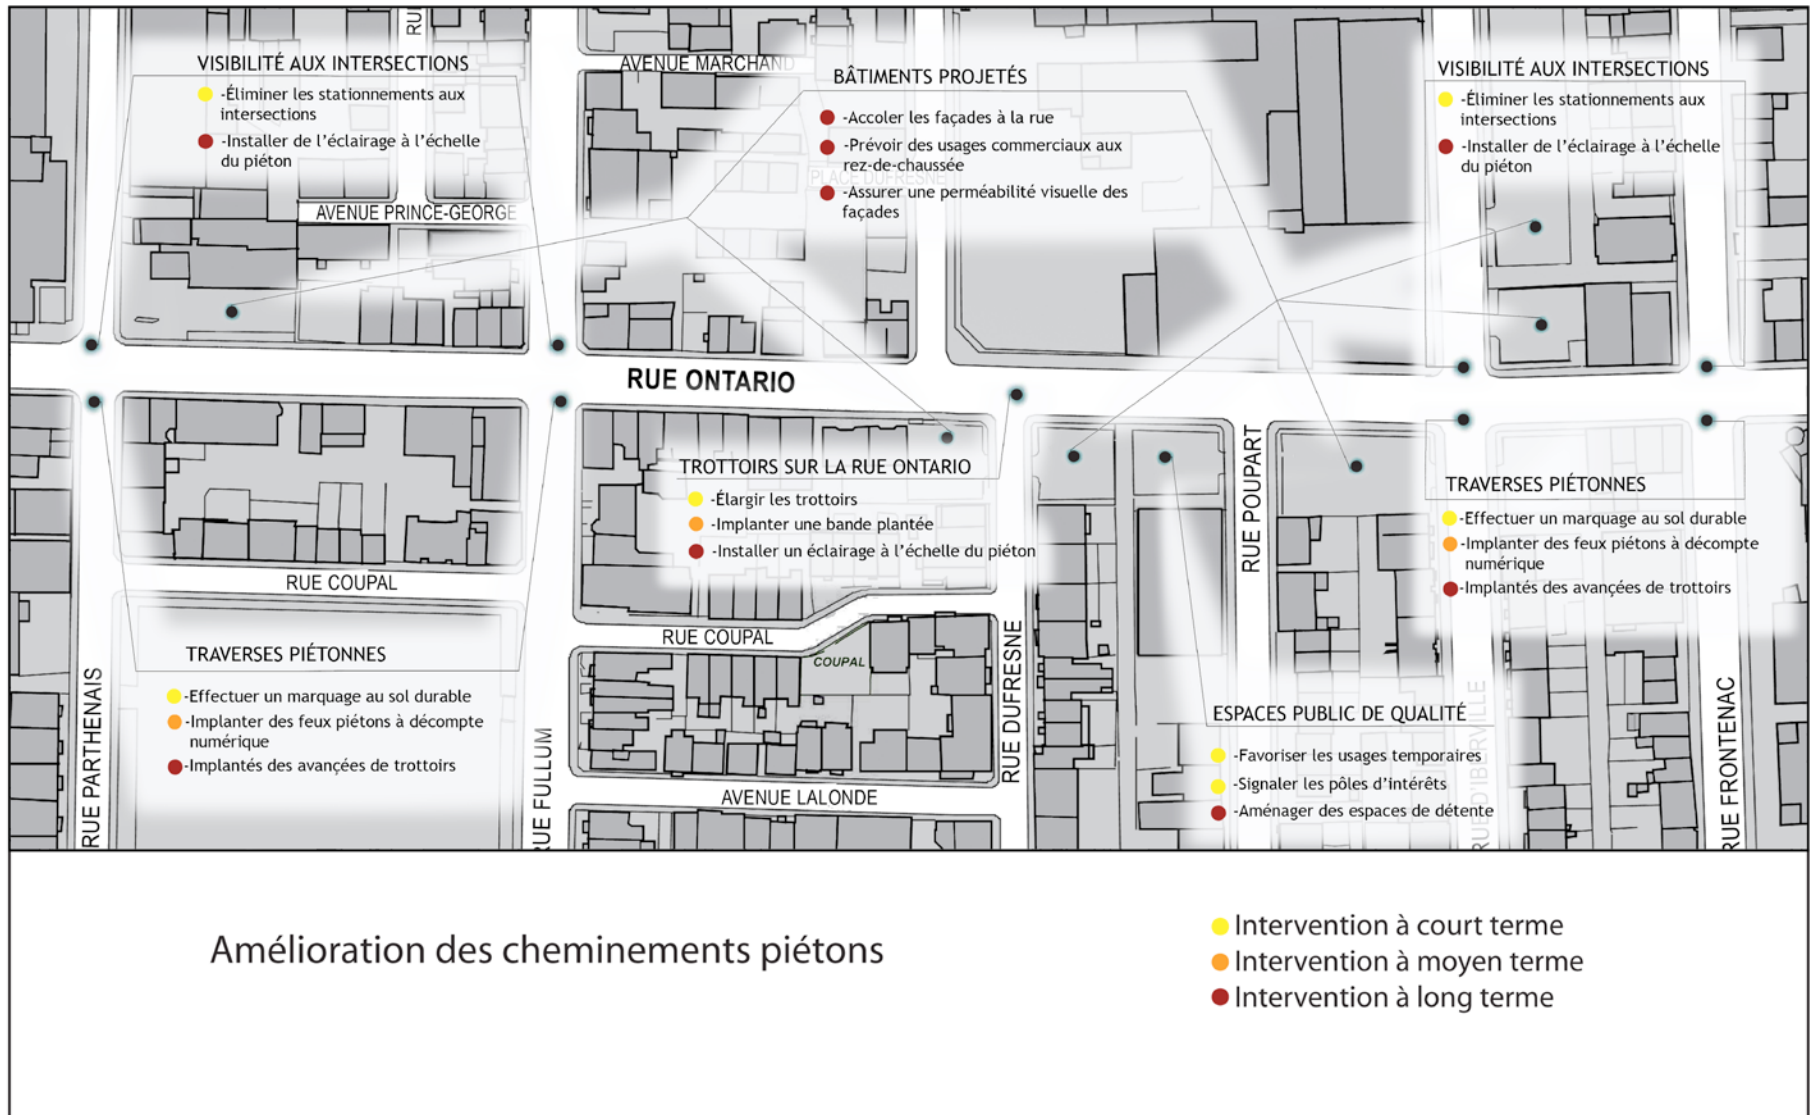 RU
AVENUE MARCHAND
VISIBILITÉ AUX INTERSECTIONS
-Éliminer les stationnements aux
intersections
-Installer de l'éclairage à l'échelle
du piéton
BÂTIMENTS PROJETÉS
-Accoler les façades à la rue
-Prévoir des usages commerciaux aux
rez-de-chaussée
PLACE DUFRESNE
-Assurer une perméabilité visuelle des
façades
VISIBILITÉ AUX INTERSECTIONS
-Éliminer les stationnements aux
intersections
-Installer de l'éclairage à l'échelle
du piéton
AVENUE PRINCE-GEORGE
RUE ONTARIO
TROTTOIRS SUR LA RUE ONTARIO
-Élargir les trottoirs
-Implanter une bande plantée
-Installer un éclairage à l'échelle du piéton
RUE POUPART
TRAVERSES PIÉTONNES
-Effectuer un marquage au sol durable
-Implanter des feux piétons à décompte
numérique
-Implantés des avancées de trottoirs
RUE COUPAL
RUE COUPAL
COUPAL
TRAVERSES PIÉTONNES
-Effectuer un marquage au sol durable
-Implanter des feux piétons à décompte
numérique
-Implantés des avancées de trottoirs
RUE PARTHENAIS
RUE FULLUM
RUE DUFRESNE
AVENUE LALONDE
ESPACES PUBLIC DE QUALITÉ
-Favoriser les usages temporaires
-Signaler les pôles d'intérêts
-Aménager des espaces de détente
RUE D'IBERVILLE
RUE FRONTENAC
Amélioration des cheminements piétons
Intervention à court terme
Intervention à moyen terme
Intervention à long terme